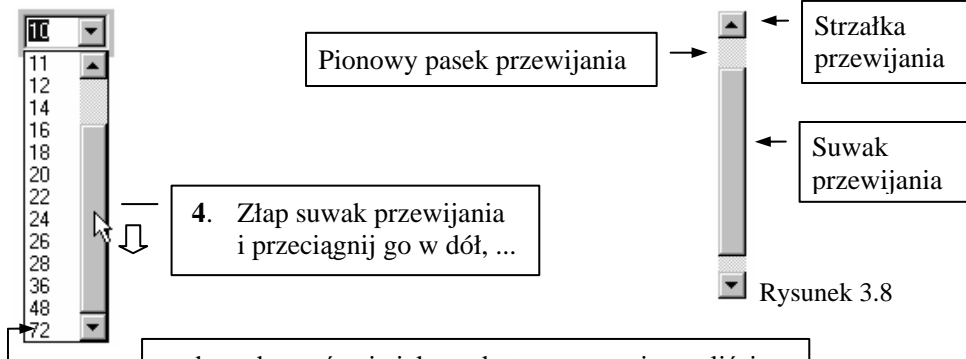 10
11
12
14
16
18
20
22
24
26
28
36
48
72
Pionowy pasek przewijania
Strzałka
przewijania
Suwak
przewijania
4. Złap suwak przewijania
i przeciągnij go w dół, ...
Rysunek 3.8